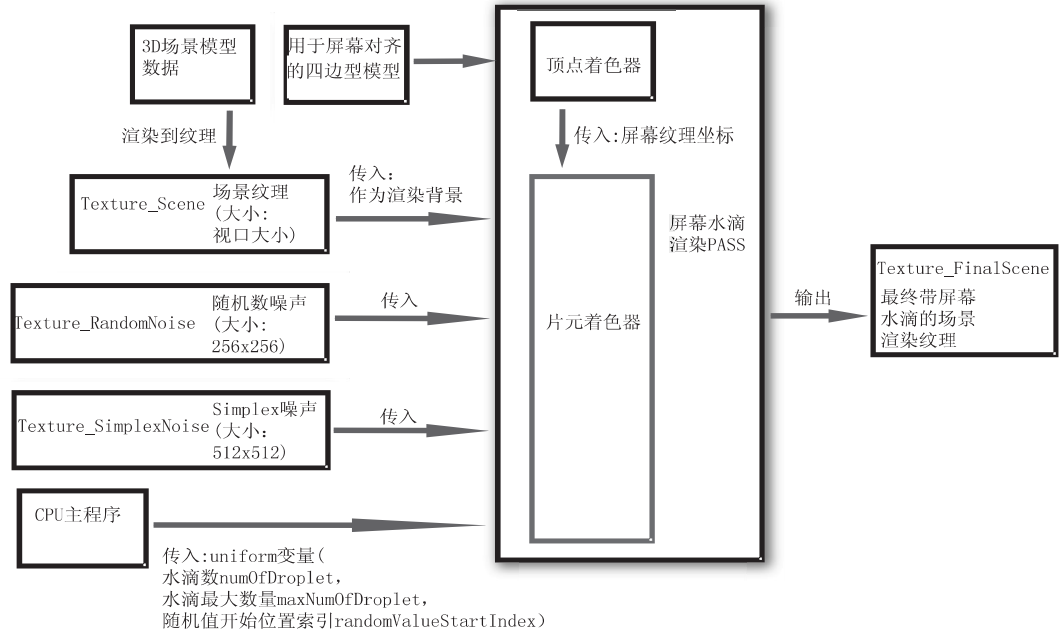 3D场景模型
数据
用于屏幕对齐
的四边型模型
顶点着色器
渲染到纹理
传入:屏幕纹理坐标
Texture_Scene
场景纹理
(大小:
视口大小)
传入:
作为渲染背景
屏幕水滴
渲染PASS
Texture_RandomNoise
随机数噪声
(大小:
256x256)
传入
片元着色器
输出
Texture_FinalScene
最终带屏幕
水滴的场景
渲染纹理
Texture_SimplexNoise
Simplex噪声
(大小:
512x512)
传入
CPU主程序
传入:uniform变量(
水滴数numOfDroplet,
水滴最大数量maxNumOfDroplet,
随机值开始位置索引randomValueStartIndex)